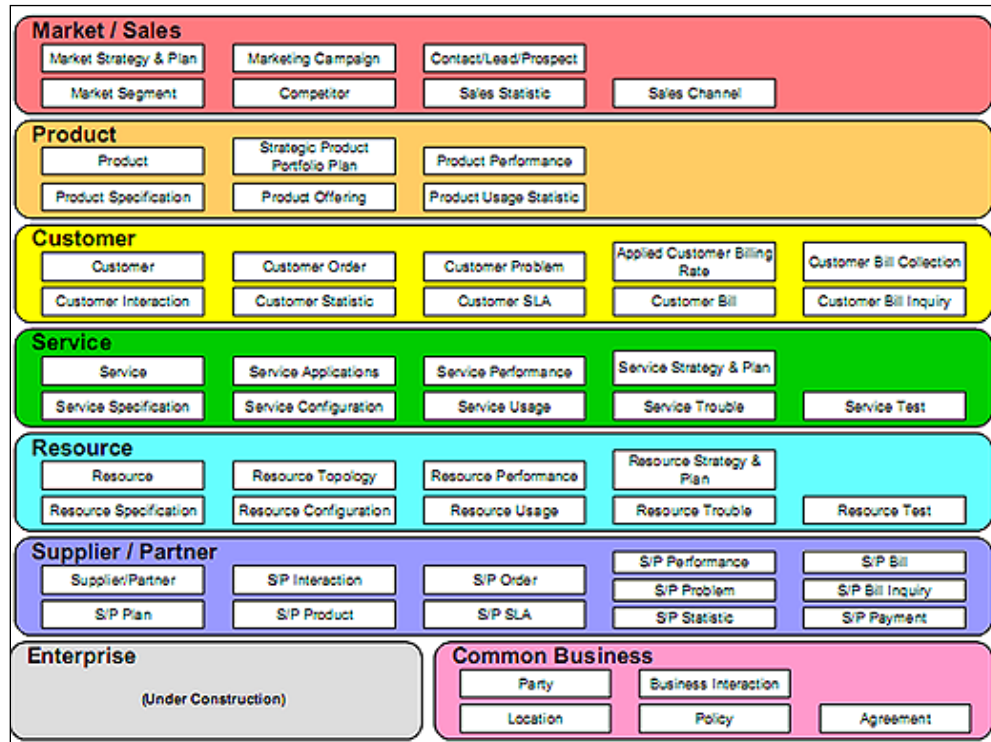 Market / Sales
Market Strategy & Plan
Marketing Campaign
Contact/Lead/Prospect
Market Segment
Competitor
Sales Statistic
Sales Channel
Product
Product
Strategic Product
Portfolio Plan
Product Performance
Product Specification
Product Offering
Product Usage Statistic
Customer
Customer
Customer Order
Customer Problem
Applied Customer Billing
Rate
Customer Bill Collection
Customer Interaction
Customer Statistic
Customer SLA
Customer Bill
Customer Bill Inquiry
Service
Service
Service Applications
Service Performance
Service Strategy & Plan
Service Specification
Service Configuration
Service Usage
Service Trouble
Service Test
Resource
Resource
Resource Topology
Resource Performance
Resource Strategy &
Plan
Resource Specification
Resource Configuration
Resource Usage
Resource Trouble
Resource Test
Supplier / Partner
Supplier/Partner
S/P Interaction
S/P Order
S/P Performance
S/P Bill
S/P Problem
S/P Bill Inquiry
S/P Plan
S/P Product
S/P SLA
S/P Statistic
S/P Payment
Enterprise
(Under Construction)
Common Business
Party
Business Interaction
Location
Policy
Agreement